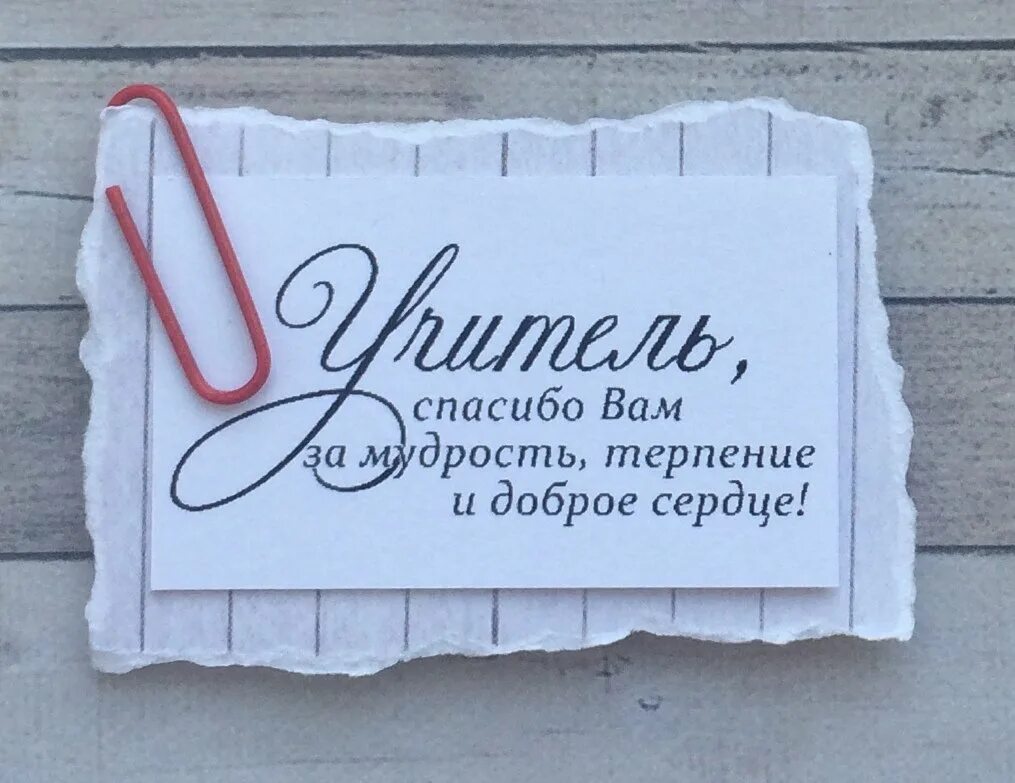 Учитель,
спасибо Вам
за мудрость, терпение
и доброе сердце!